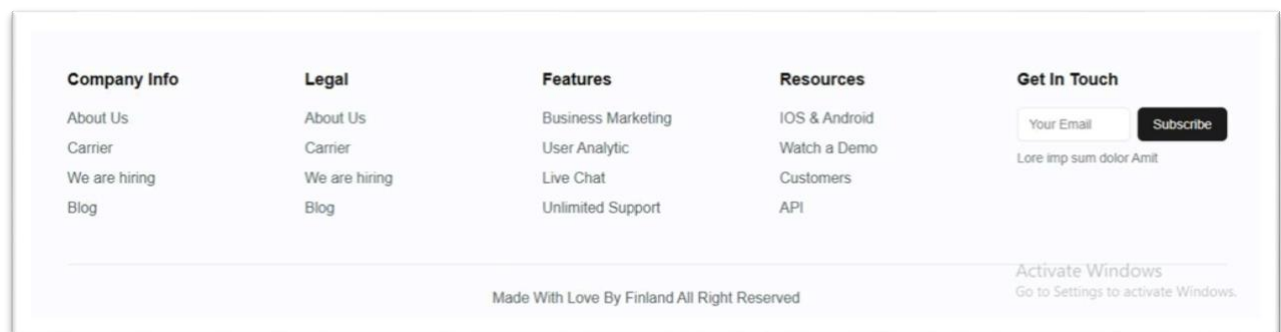 Company Info
About Us
Carrier
We are hiring
Blog
Legal
About Us
Carrier
We are hiring
Blog
Features
Business Marketing
User Analytic
Live Chat
Unlimited Support
Resources
IOS & Android
Watch a Demo
Customers
API
Get In Touch
Your Email
Subscribe
Lore imp sum dolor Amit
Made With Love By Finland All Right Reserved
Activate Windows
Go to Settings to activate Windows.